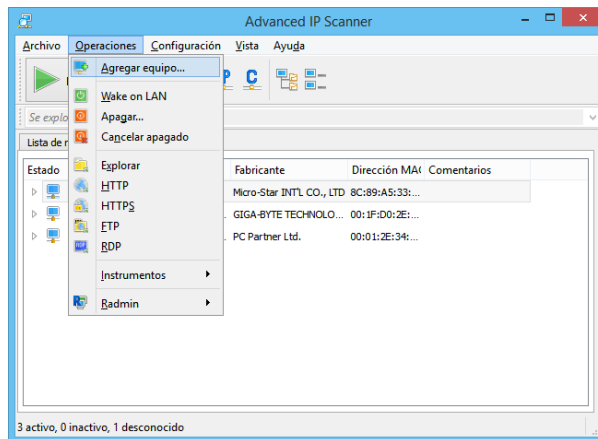 Advanced IP Scanner
Archivo Operaciones Configuración Vista Ayuda
Agregar equipo...
P C
Se explo
Wake on LAN
Apagar...
Cancelar apagado
Lista de r
Explorar
HTTP
HTTPS
FTP
RDP
Instrumentos
Radmin
Estado Fabricante Dirección MA( Comentarios
Micro-Star INT'L CO., LTD 8C:89:A5:33:...
GIGA-BYTE TECHNOLO... 00:1F:D0:2E:...
PC Partner Ltd. 00:01:2E:34:...
3 activo, 0 inactivo, 1 desconocido